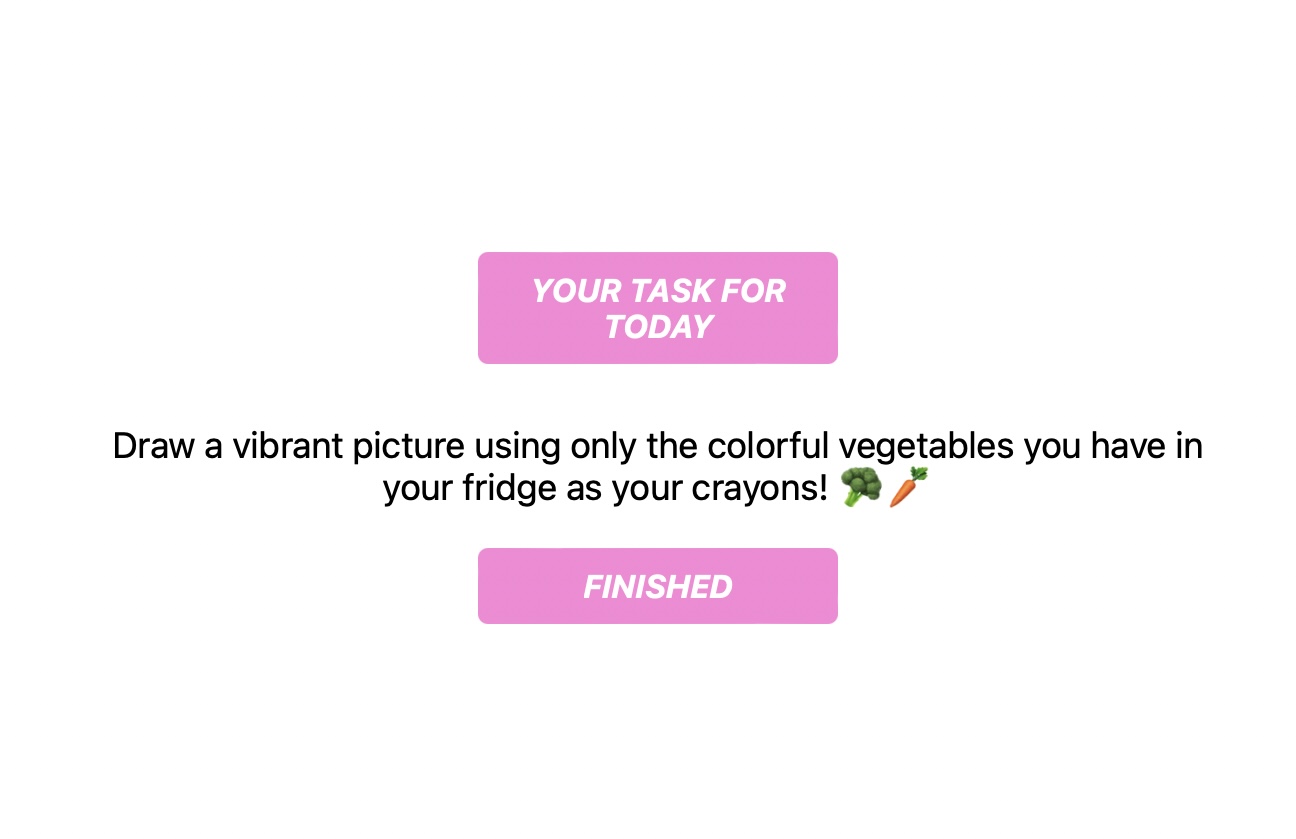 YOUR TASK FOR
TODAY
Draw a vibrant picture using only the colorful vegetables you have in
your fridge as your crayons! 🥦🥕
FINISHED